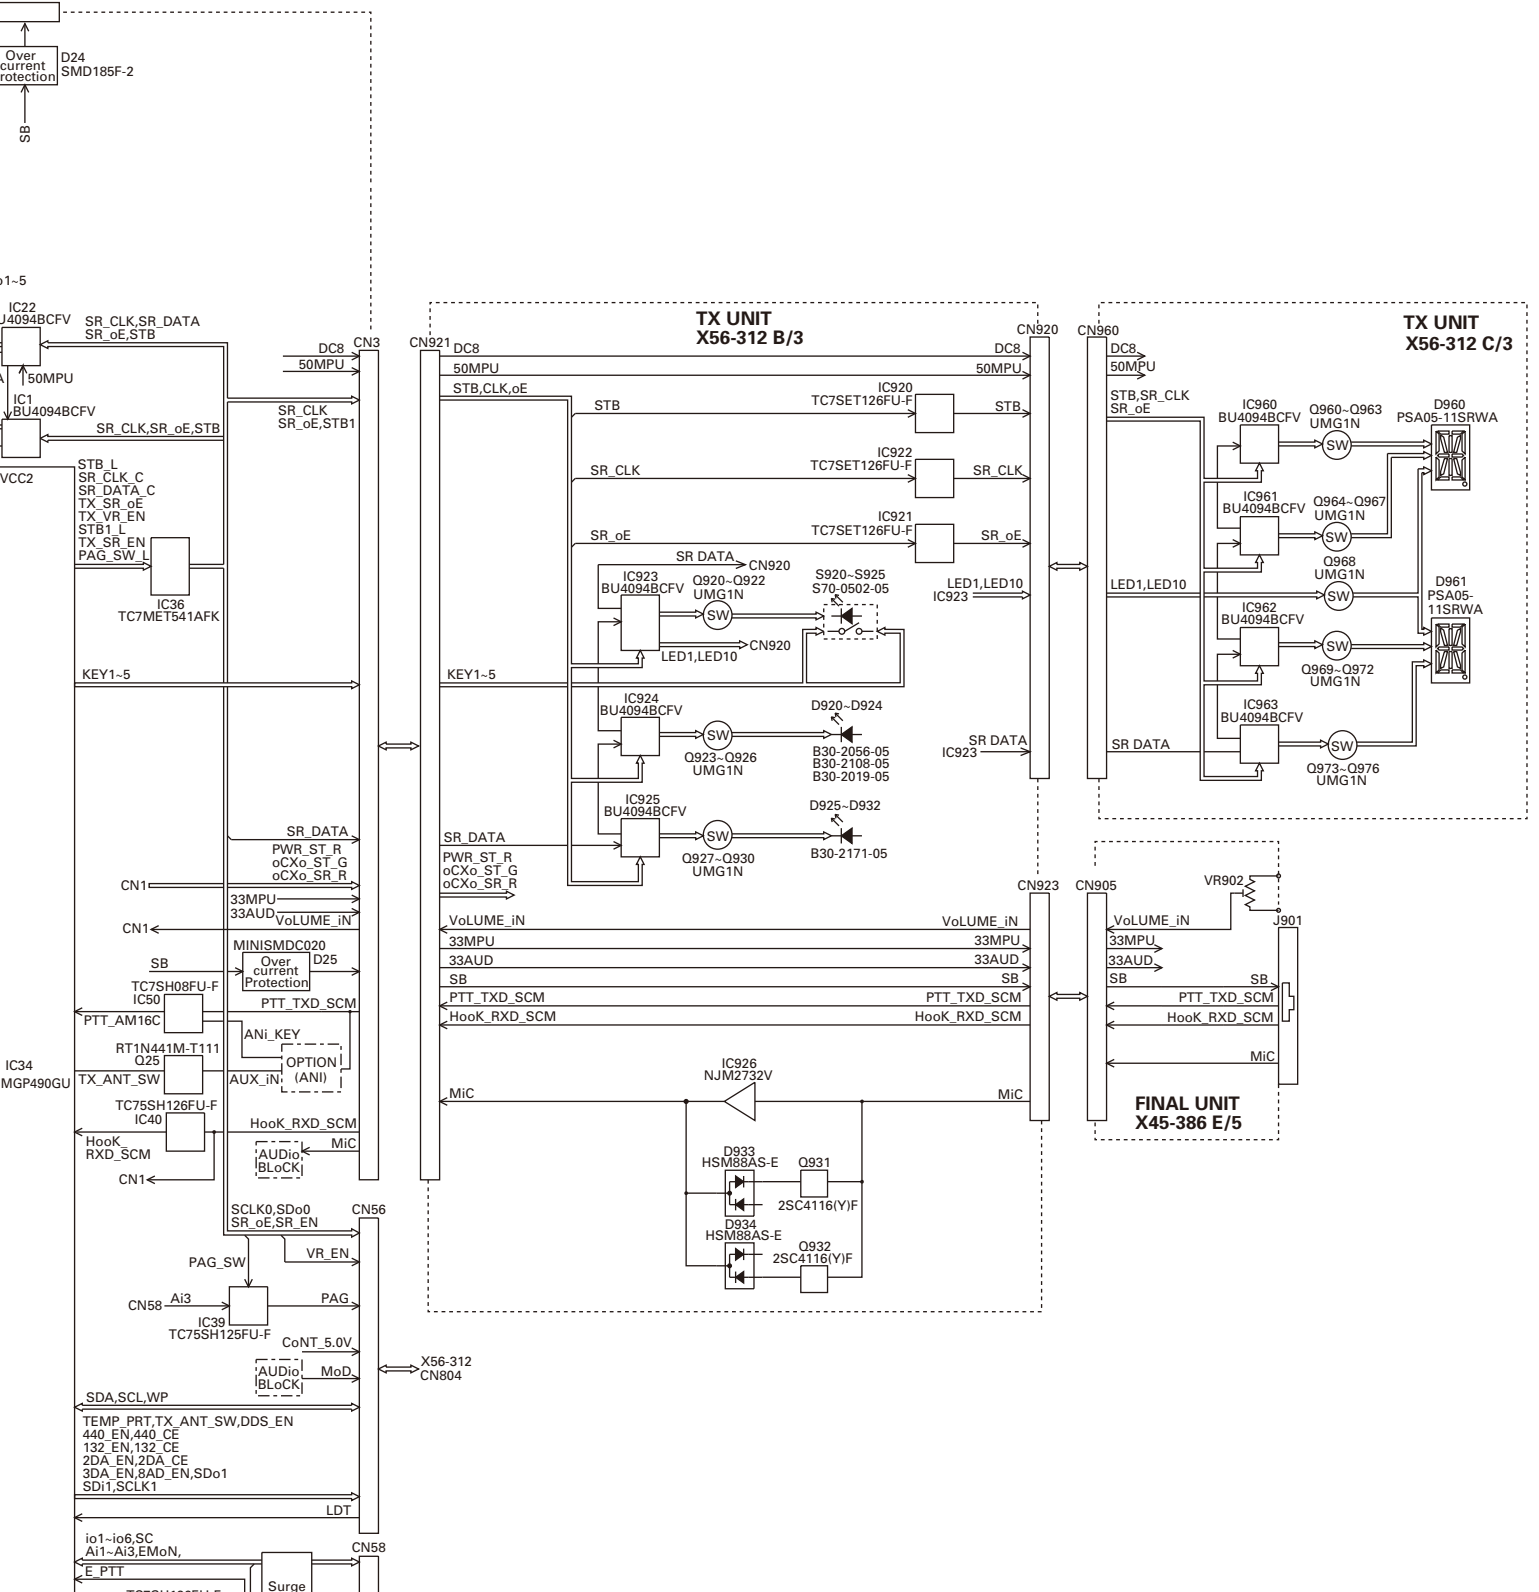 Over
current
rotection
D24
SMD185F-2
SB
o1~5
IC22
U4094BCFV
SR_CLK,SR_DATA
SR_oE,STB
50MPU
IC1
BU4094BCFV
SR_CLK,SR_oE,STB
VCC2
STB_L
SR_CLK_C
SR_DATA_C
TX_SR_oE
TX_VR_EN
STB1_L
TX_SR_EN
PAG_SW_L
IC36
TC7MET541AFK
DC8
50MPU
CN3
SR_CLK
SR_oE,STB1
KEY1~5
SR_DATA
PWR_ST_R
oCXo_ST_G
oCXo_SR_R
CN1
33MPU
33AUD
VoLUME_iN
CN1
MINISMDC020
SB
Over
current
Protection
D25
TC7SH08FU-F
IC50
PTT_TXD_SCM
PTT_AM16C
ANi_KEY
RT1N441M-T111
Q25
TX_ANT_SW
AUX_iN
OPTION
(ANI)
IC34
MGP490GU
TC75SH126FU-F
IC40
HooK_RXD_SCM
HooK_
RXD_SCM
AUDio
BLoCK
MiC
CN1
SCLK0,SDo0
SR_oE,SR_EN
CN56
VR_EN
PAG_SW
CN58
Ai3
PAG
IC39
TC75SH125FU-F
CoNT_5.0V
AUDio
BLoCK
MoD
X56-312
CN804
SDA,SCL,WP
TEMP_PRT,TX_ANT_SW,DDS_EN
440_EN,440_CE
132_EN,132_CE
2DA_EN,2DA_CE
3DA_EN,8AD_EN,SDo1
SDi1,SCLK1
LDT
io1~io6,SC
Ai1~Ai3,EMoN,
E_PTT
CN58
Surge
TX UNIT
X56-312 B/3
CN921
CN920
DC8
DC8
50MPU
50MPU
STB,CLK,oE
STB
IC920
TC7SET126FU-F
STB
SR_CLK
IC922
TC7SET126FU-F
SR_CLK
SR_oE
IC921
TC7SET126FU-F
SR_oE
SR DATA
CN920
IC923
BU4094BCFV
Q920~Q922
UMG1N
SW
S920~S925
S70-0502-05
LED1,LED10
IC923
CN920
LED1,LED10
KEY1~5
IC924
BU4094BCFV
SW
Q923~Q926
UMG1N
D920~D924
B30-2056-05
B30-2108-05
B30-2019-05
SR DATA
IC923
IC925
BU4094BCFV
SW
Q927~Q930
UMG1N
D925~D932
B30-2171-05
SR_DATA
PWR_ST_R
oCXo_ST_G
oCXo_SR_R
CN923
VoLUME_iN
VoLUME_iN
33MPU
33MPU
33AUD
33AUD
SB
SB
PTT_TXD_SCM
PTT_TXD_SCM
HooK_RXD_SCM
HooK_RXD_SCM
IC926
NJM2732V
MiC
MiC
D933
HSM88AS-E
Q931
2SC4116(Y)F
D934
HSM88AS-E
Q932
2SC4116(Y)F
TX UNIT
X56-312 C/3
CN960
DC8
50MPU
STB,SR_CLK
SR_oE
IC960
BU4094BCFV
Q960~Q963
UMG1N
SW
D960
PSA05-11SRWA
IC961
BU4094BCFV
Q964~Q967
UMG1N
SW
Q968
UMG1N
SW
LED1,LED10
D961
PSA05-
11SRWA
IC962
BU4094BCFV
SW
Q969~Q972
UMG1N
IC963
BU4094BCFV
SR DATA
SW
Q973~Q976
UMG1N
CN905
VR902
J901
VoLUME_iN
33MPU
33AUD
SB
SB
PTT_TXD_SCM
HooK_RXD_SCM
MiC
FINAL UNIT
X45-386 E/5